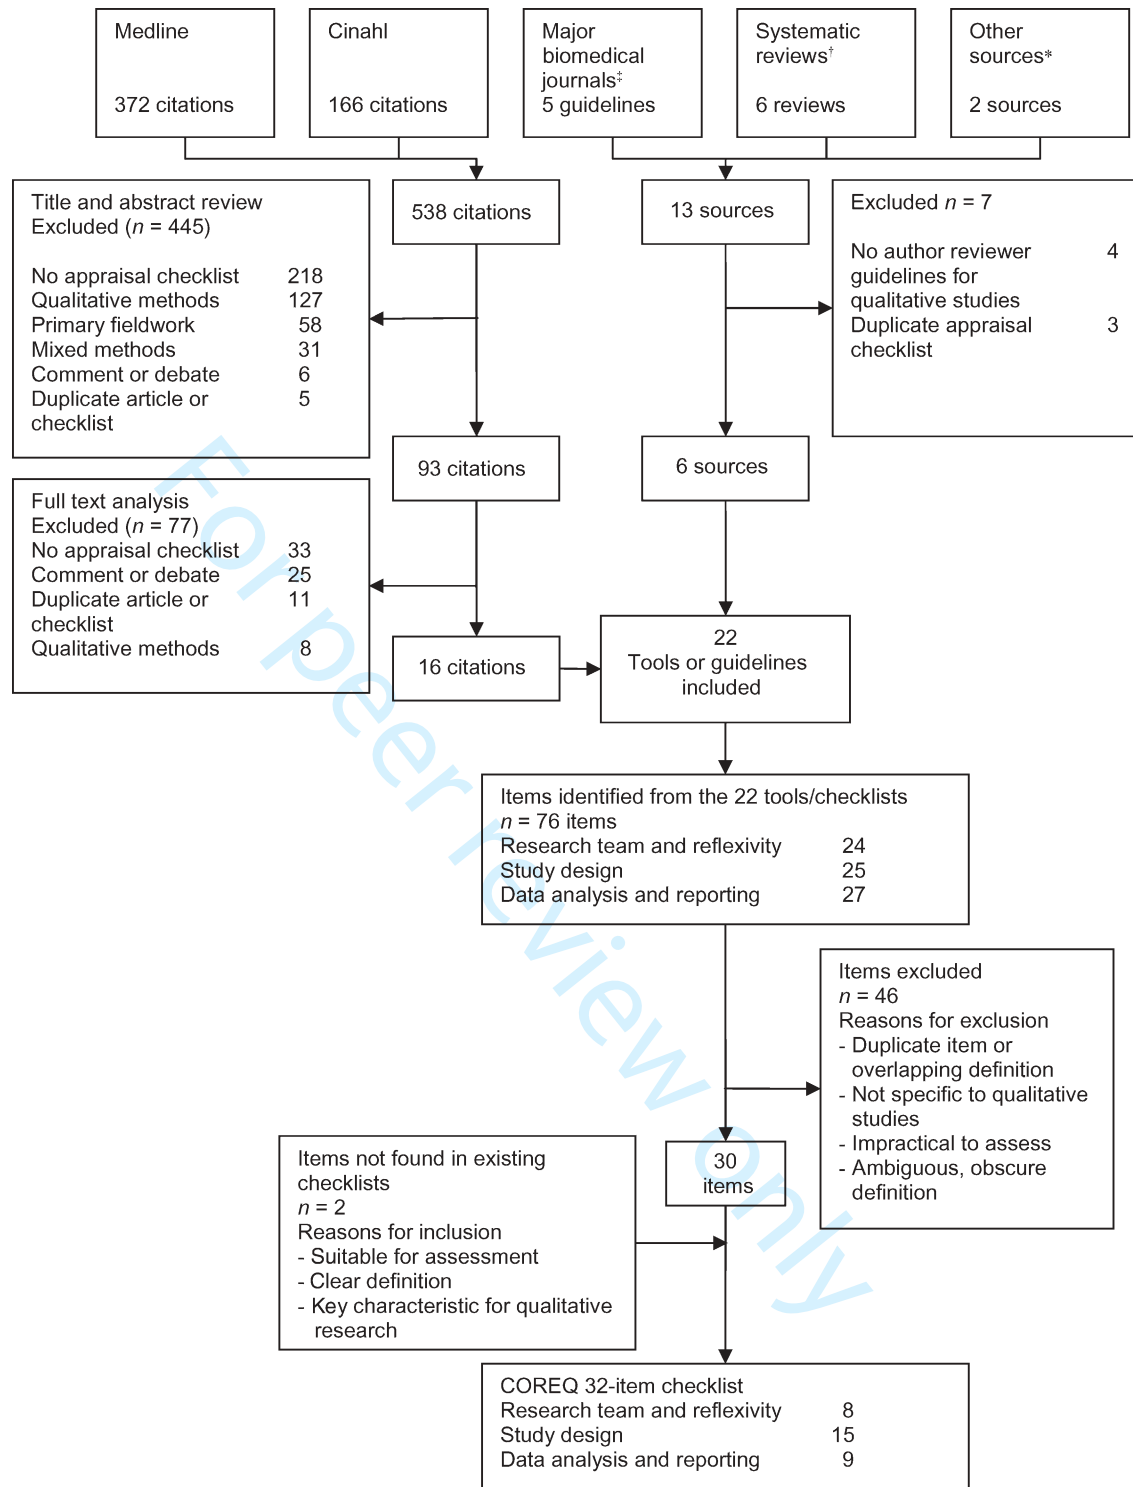 Medline
372 citations
Cinahl
166 citations
Major
biomedical
journals‡
5 guidelines
Systematic
reviews†
6 reviews
Other
sources*
2 sources
Title and abstract review
Excluded (n = 445)
No appraisal checklist 218
Qualitative methods 127
Primary fieldwork 58
Mixed methods 31
Comment or debate 6
Duplicate article or 5
checklist
538 citations
13 sources
Excluded n = 7
No author reviewer 4
guidelines for
qualitative studies
Duplicate appraisal 3
checklist
93 citations
6 sources
Full text analysis
Excluded (n = 77)
No appraisal checklist 33
Comment or debate 25
Duplicate article or 11
checklist
Qualitative methods 8
16 citations
22
Tools or guidelines
included
Items identified from the 22 tools/checklists
n = 76 items
Research team and reflexivity 24
Study design 25
Data analysis and reporting 27
Items excluded
n = 46
Reasons for exclusion
- Duplicate item or
overlapping definition
- Not specific to qualitative
studies
- Impractical to assess
- Ambiguous, obscure
definition
30
items
Items not found in existing
checklists
n = 2
Reasons for inclusion
- Suitable for assessment
- Clear definition
- Key characteristic for qualitative
research
COREQ 32-item checklist
Research team and reflexivity 8
Study design 15
Data analysis and reporting 9
For peer review only